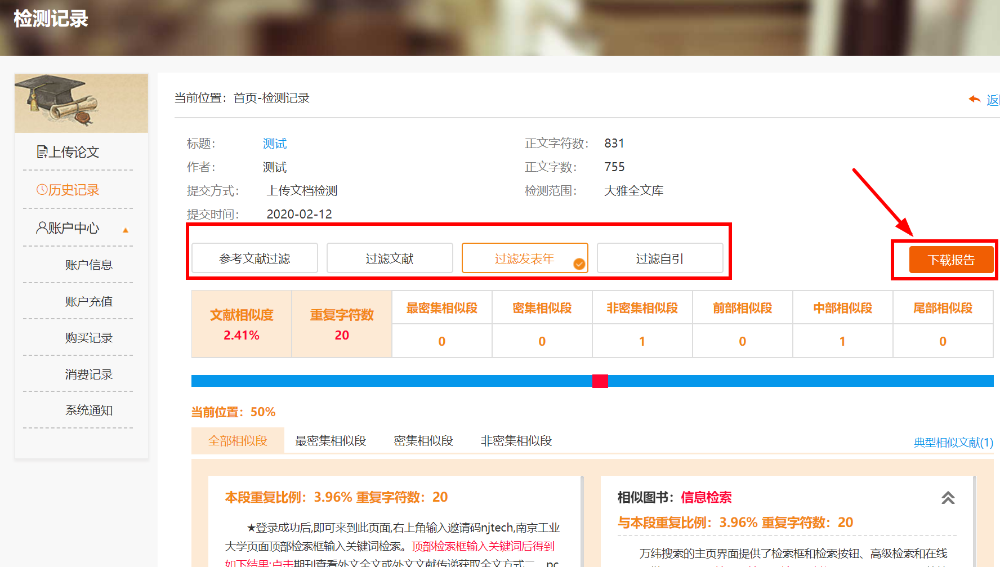 检测记录
上传论文
历史记录
账户中心
账户信息
账户充值
购买记录
消费记录
系统通知
当前位置：首页-检测记录
返
标题： 测试 正文字符数： 831
作者： 测试 正文字数： 755
提交方式： 上传文档检测 检测范围： 大雅全文库
提交时间： 2020-02-12
参考文献过滤 过滤文献 过滤发表年 过滤自引 下载报告
文献相似度 重复字符数 最密集相似段 密集相似段 非密集相似段 前部相似段 中部相似段 尾部相似段
2.41% 20 0 0 1 0 1 0
当前位置：50%
全部相似段 最密集相似段 密集相似段 非密集相似段 典型相似文献(1)
本段重复比例：3.96% 重复字符数：20
★登录成功后,即可来到此页面,右上角输入邀请码njtech,南京工业
大学页面顶部检索框输入关键词检索。顶部检索框输入关键词后得到
如下结果:点击期刊查看外文全文或外文文献传递获取全文方式二、pc
相似图书：信息检索
与本段重复比例：3.96% 重复字符数：20
万纬搜索的主页界面提供了检索框和检索按钮、高级检索和在线